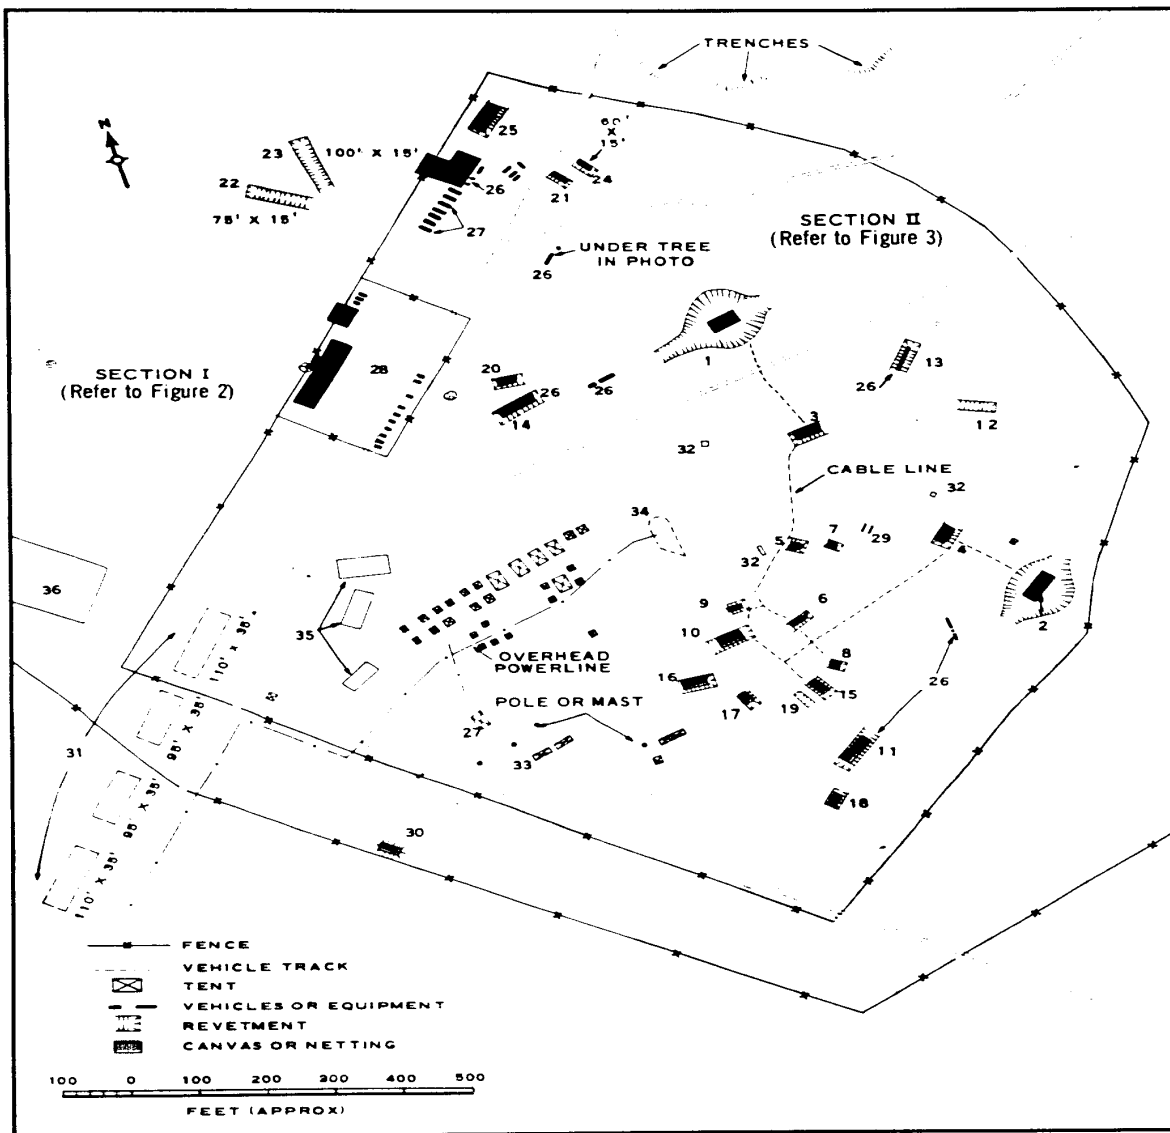 TRENCHES
N
25
60'
X
15'
23
100' X 15'
24
22
26
21
75' X 15'
27
SECTION II
(Refer to Figure 3)
UNDER TREE
IN PHOTO
26
1
13
SECTION I
(Refer to Figure 2)
28
20
26
26
26
14
12
3
32
CABLE LINE
32
34
5
7
29
4
32
36
35
9
6
2
10
110' X 35'
OVERHEAD
POWERLINE
8
16
26
POLE OR MAST
15
17
19
27
31
95' X 35'
33
11
18
95' X 35'
30
110' X 35'
FENCE
VEHICLE TRACK
TENT
VEHICLES OR EQUIPMENT
REVETMENT
CANVAS OR NETTING
100 0 100 200 300 400 500
FEET (APPROX)